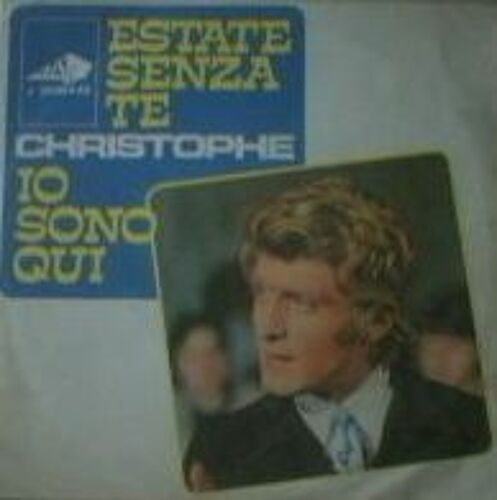 ESTATE
SENZA
TE
CHRISTOPHE
IO
SONO
QUI